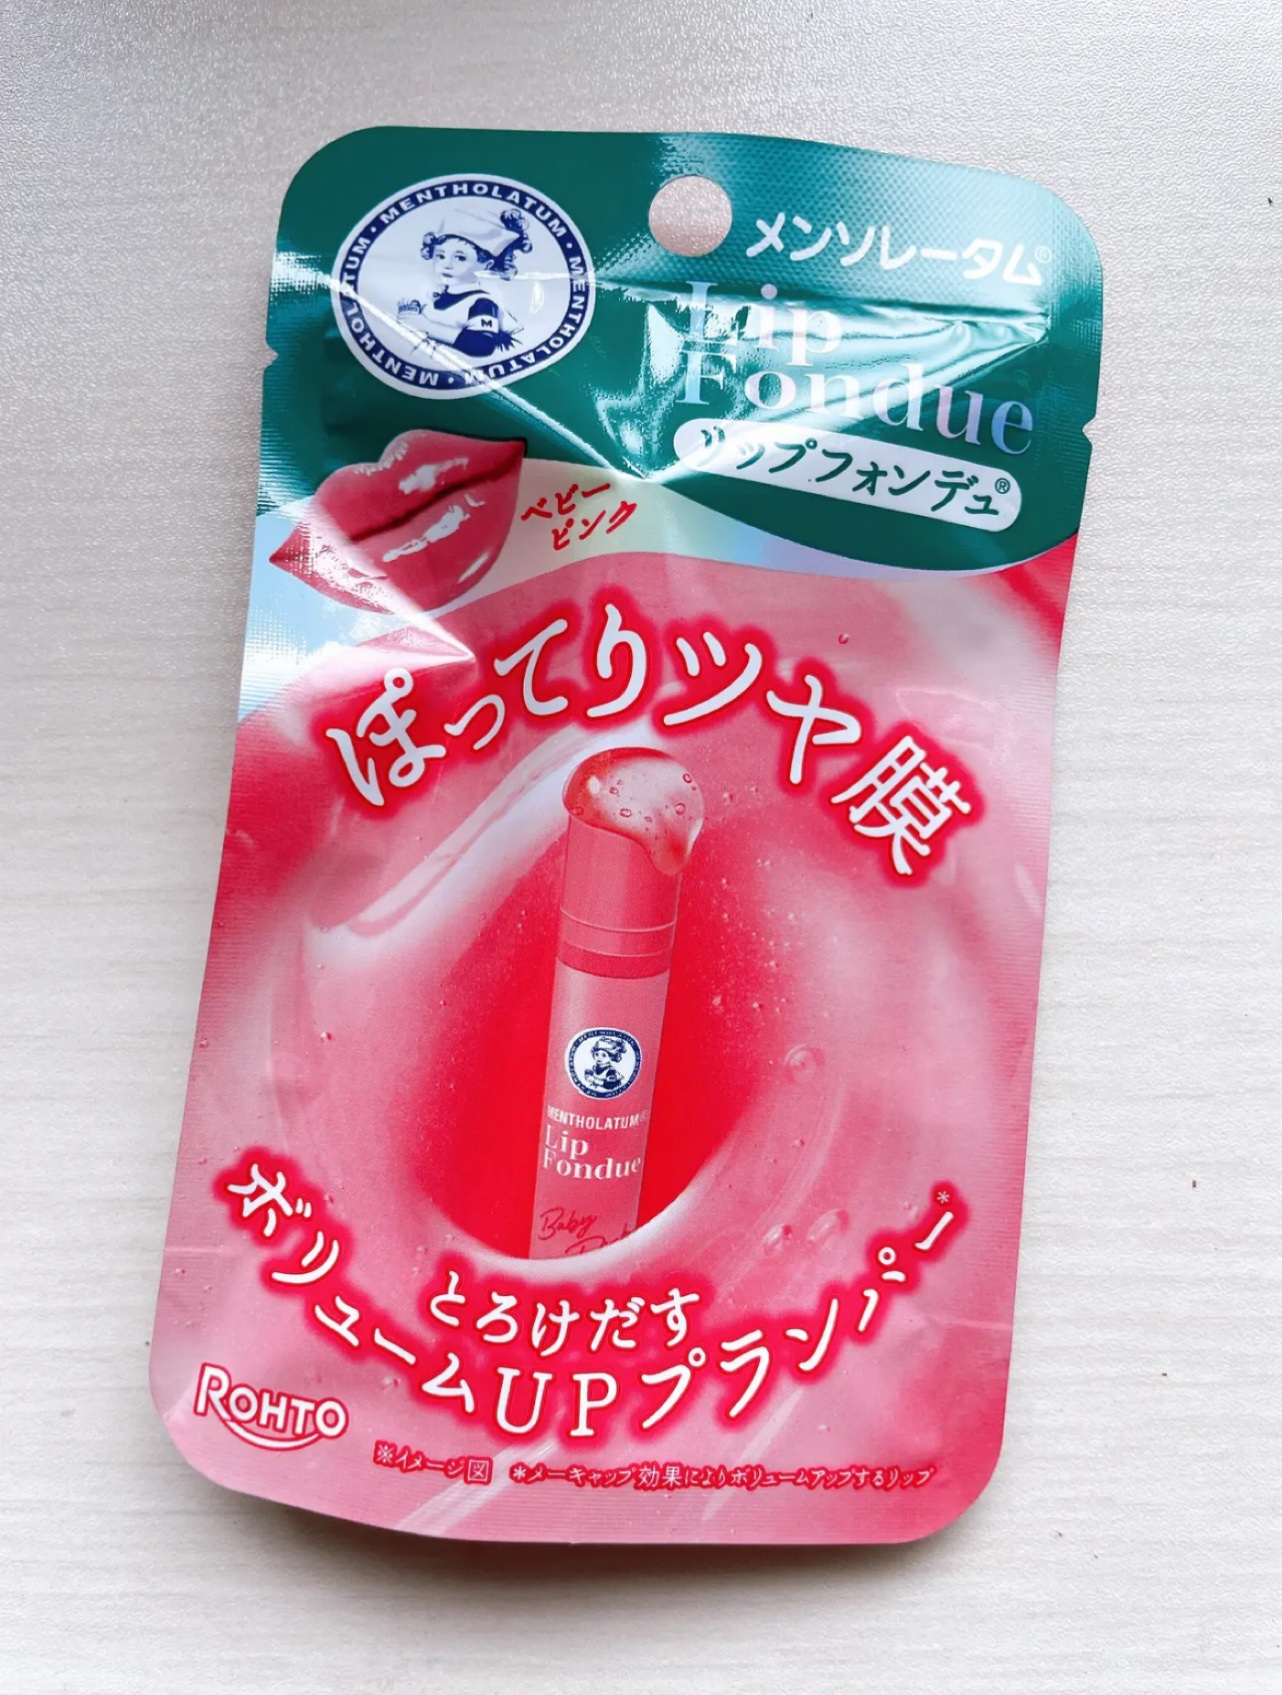 MENTHOLATUM・MENTHOLATUM・MENTHOLATUM・MENTHOLATUM・
M
メンソレータム®
Lip
Fondue
リップフォンデュ®
ベビー
ピンク
ぽってりツヤ膜
MENTHOLATUM®
Lip
Fondue
Baby
とろけだす
ボリュームUPプランパー*
ROHTO
※イメージ図 *メーキャップ効果によりボリュームアップするリップ